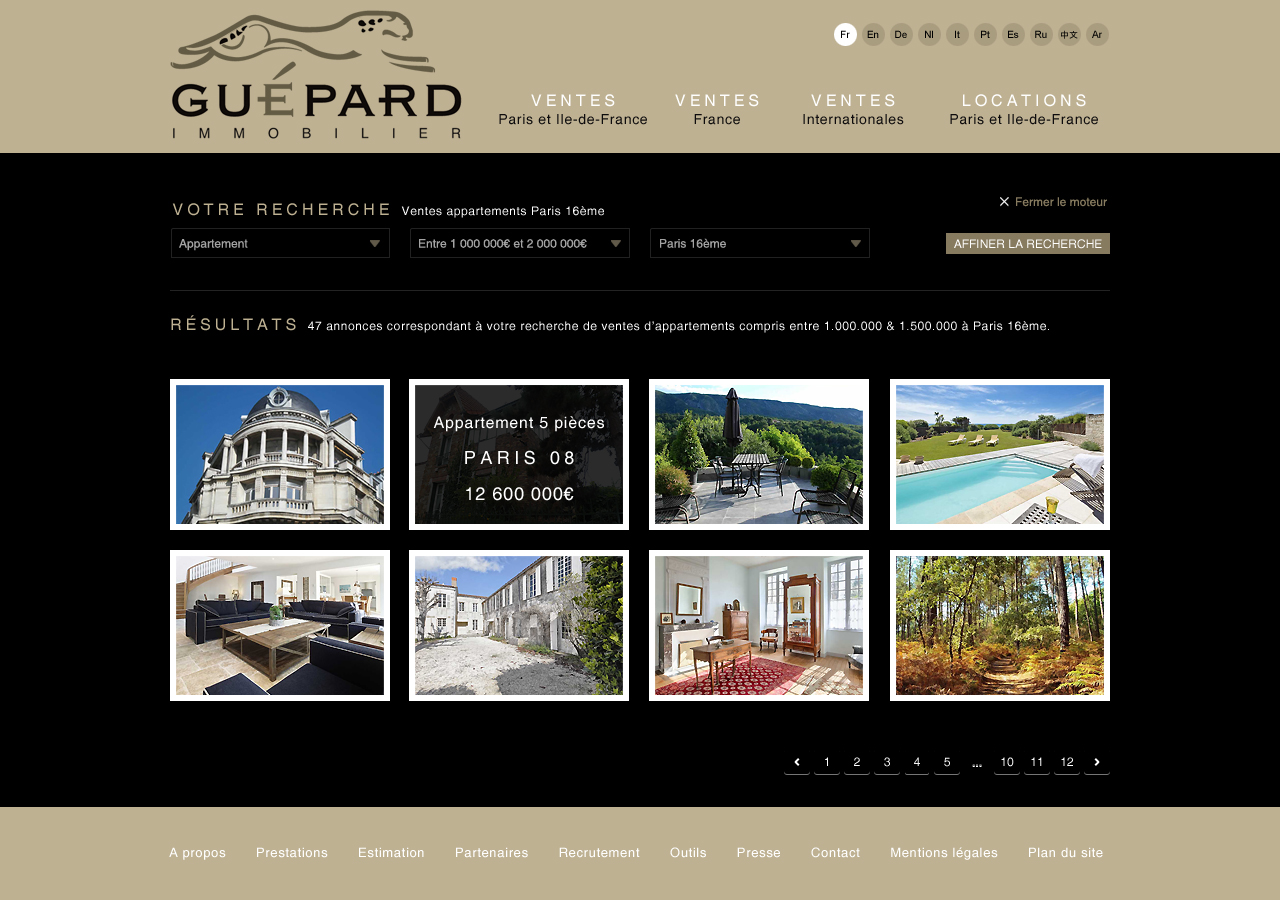 Fr En De Nl It Pt Es Ru 中文 Ar
GUÉPARD
IMMOBILIER
VENTES
Paris et Ile-de-France
VENTES
France
VENTES
Internationales
LOCATIONS
Paris et Ile-de-France
VOTRE RECHERCHE Ventes appartements Paris 16ème
Fermer le moteur
Appartement
Entre 1 000 000€ et 2 000 000€
Paris 16ème
AFFINER LA RECHERCHE
RÉSULTATS 47 annonces correspondant à votre recherche de ventes d'appartements compris entre 1.000.000 & 1.500.000 à Paris 16ème.
Appartement 5 pièces
PARIS 08
12 600 000€
1 2 3 4 5 ... 10 11 12
A propos Prestations Estimation Partenaires Recrutement Outils Presse Contact Mentions légales Plan du site